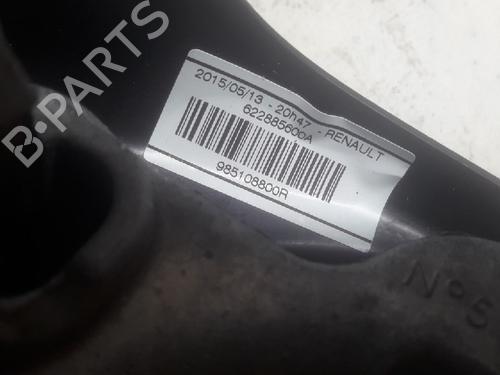 2015/05/13 - 20h47 - RENAULT
622885600A
985108800R
N°5
B-PARTS